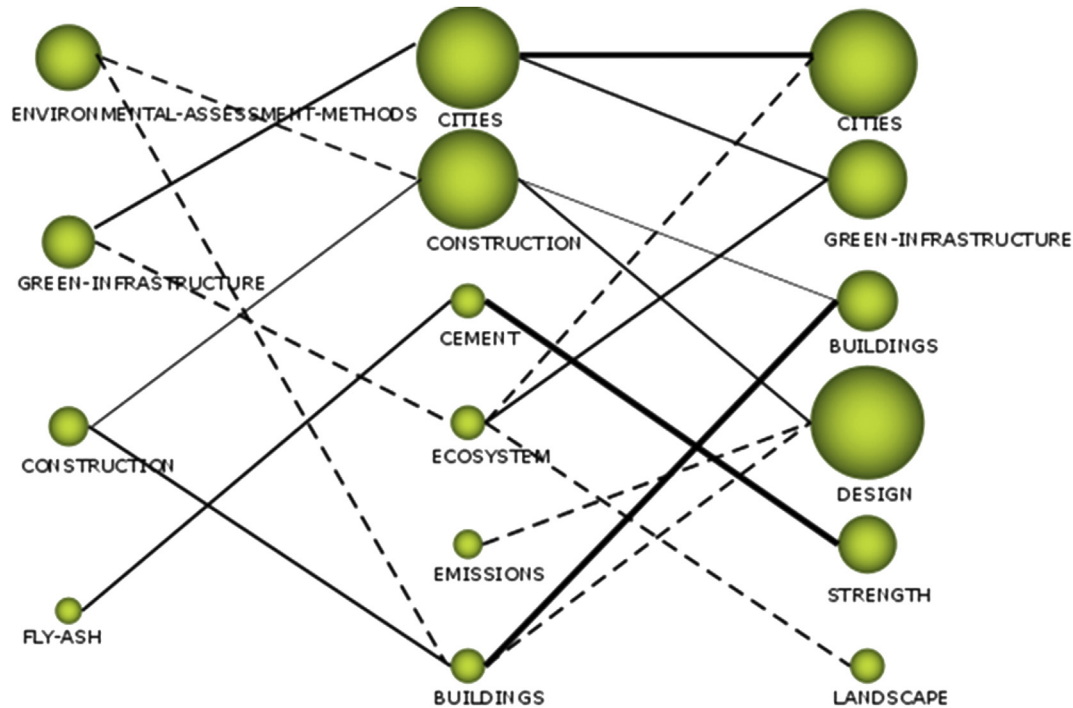 ENVIRONMENTAL-ASSESSMENT-METHODS
GREEN-INFRASTRUCTURE
CONSTRUCTION
FLY-ASH
CITIES
CONSTRUCTION
CEMENT
ECOSYSTEM
EMISSIONS
BUILDINGS
CITIES
GREEN-INFRASTRUCTURE
BUILDINGS
DESIGN
STRENGTH
LANDSCAPE